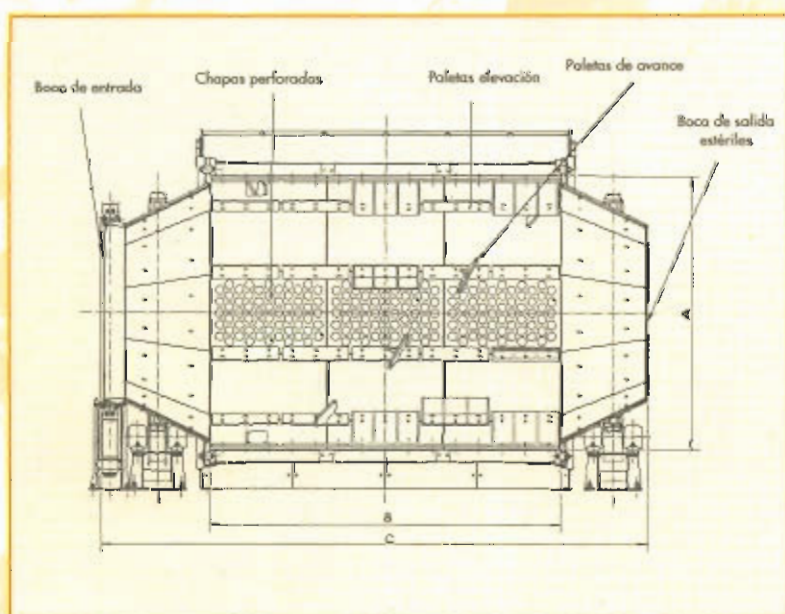 Boca de entrada
Chapas perforadas
Paletas elevación
Paletas de avance
Boca de salida
estériles
A
B
C